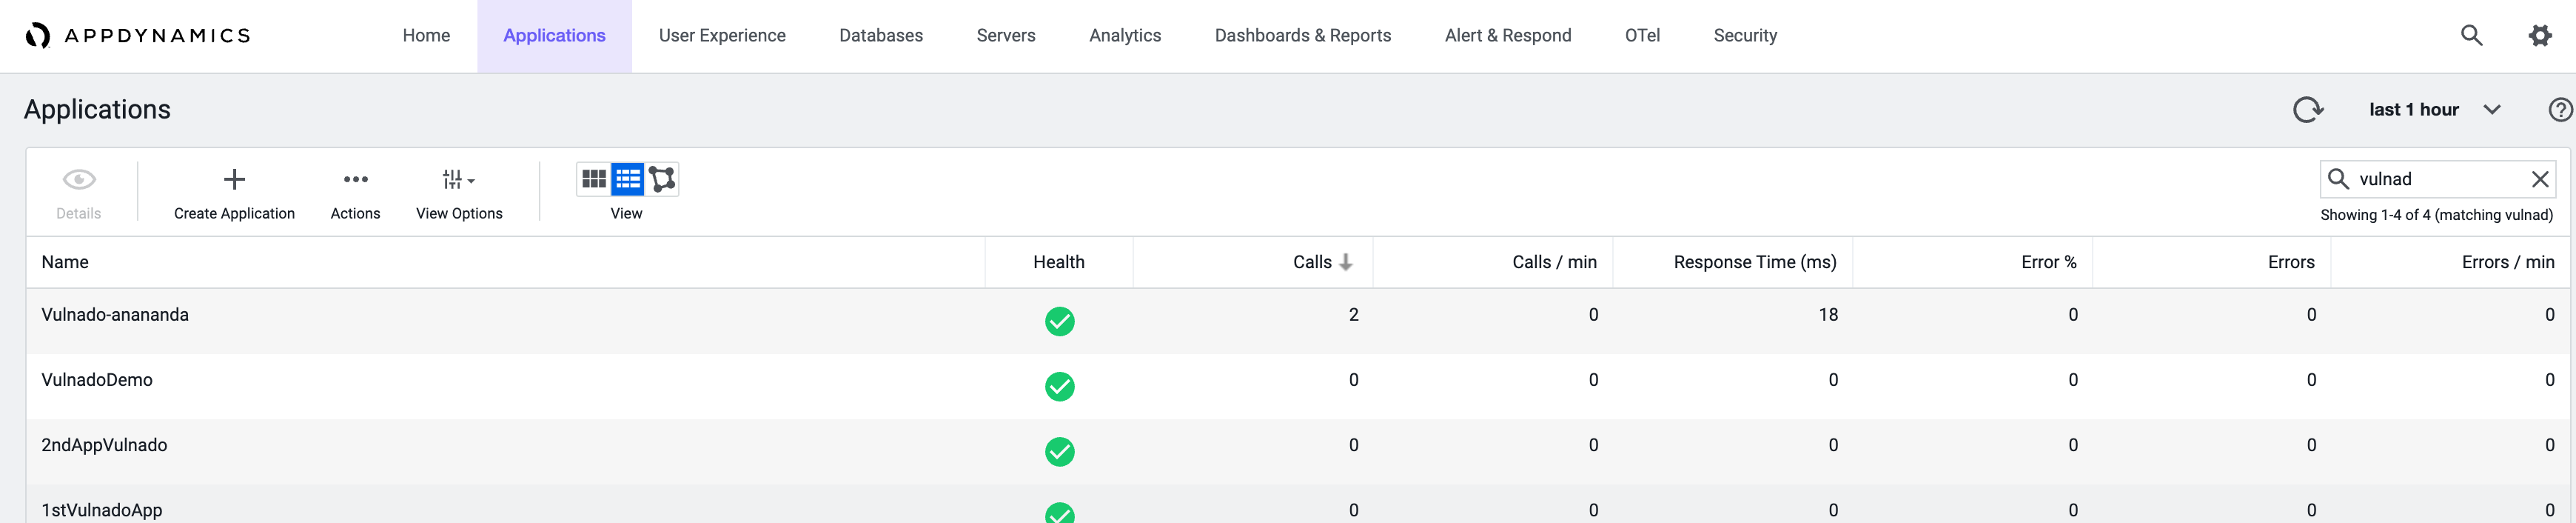 APPDYNAMICS Home Applications User Experience Databases Servers Analytics Dashboards & Reports Alert & Respond OTel Security
Applications last 1 hour
vulnad
Details Create Application Actions View Options View Showing 1-4 of 4 (matching vulnad)
Name Health Calls Calls / min Response Time (ms) Error % Errors Errors / min
Vulnado-anananda 2 0 18 0 0 0
VulnadoDemo 0 0 0 0 0 0
2ndAppVulnado 0 0 0 0 0 0
1stVulnadoApp 0 0 0 0 0 0